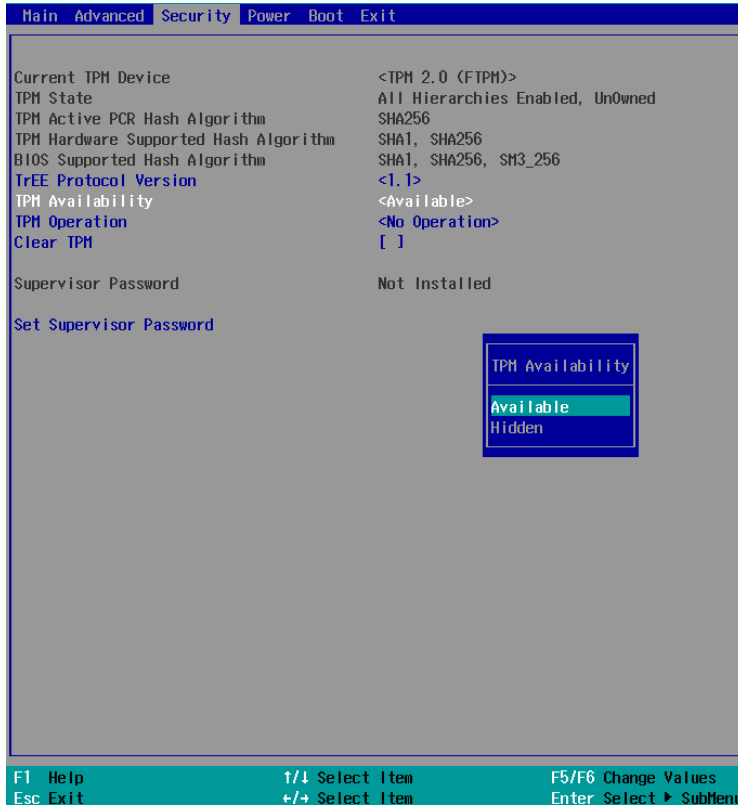 Main Advanced Security Power Boot Exit
Current TPM Device <TPM 2.0 (FTPM)>
TPM State All Hierarchies Enabled, UnOwned
TPM Active PCR Hash Algorithm SHA256
TPM Hardware Supported Hash Algorithm SHA1, SHA256
BIOS Supported Hash Algorithm SHA1, SHA256, SM3_256
TrEE Protocol Version <1.1>
TPM Availability <Available>
TPM Operation <No Operation>
Clear TPM [ ]
Supervisor Password Not Installed
Set Supervisor Password
TPM Availability
Available
Hidden
F1 Help ↑/↓ Select Item F5/F6 Change Values
Esc Exit ←/→ Select Item Enter Select ▶ SubMenu